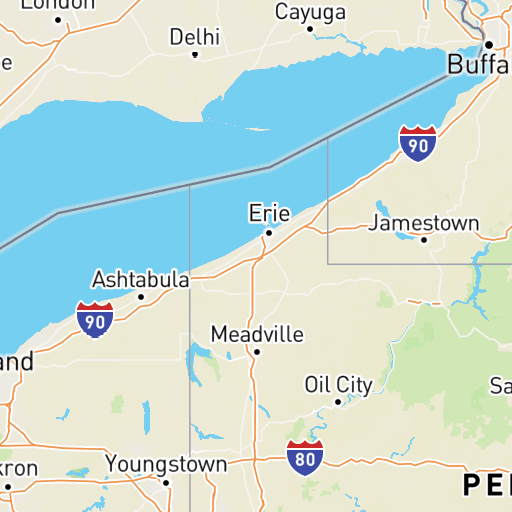 London
Cayuga
Delhi
e
Buffa
90
Erie
Jamestown
Ashtabula
90
Meadville
and
Oil City
Sa
80
kron
Youngstown
PE